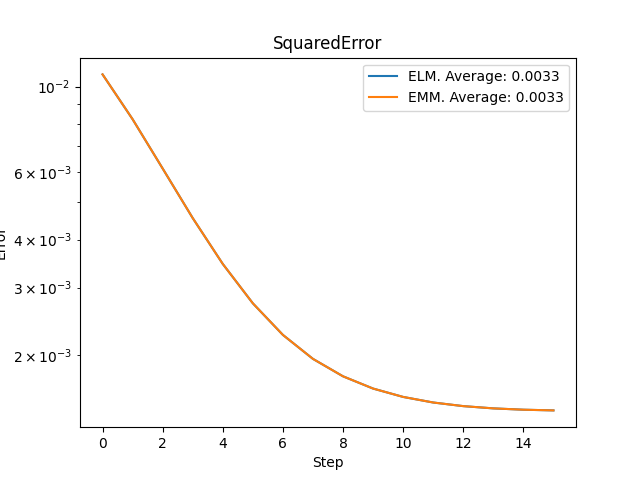 SquaredError
ELM. Average: 0.0033
EMM. Average: 0.0033
10⁻²
6 × 10⁻³
4 × 10⁻³
3 × 10⁻³
2 × 10⁻³
Error
0 2 4 6 8 10 12 14
Step